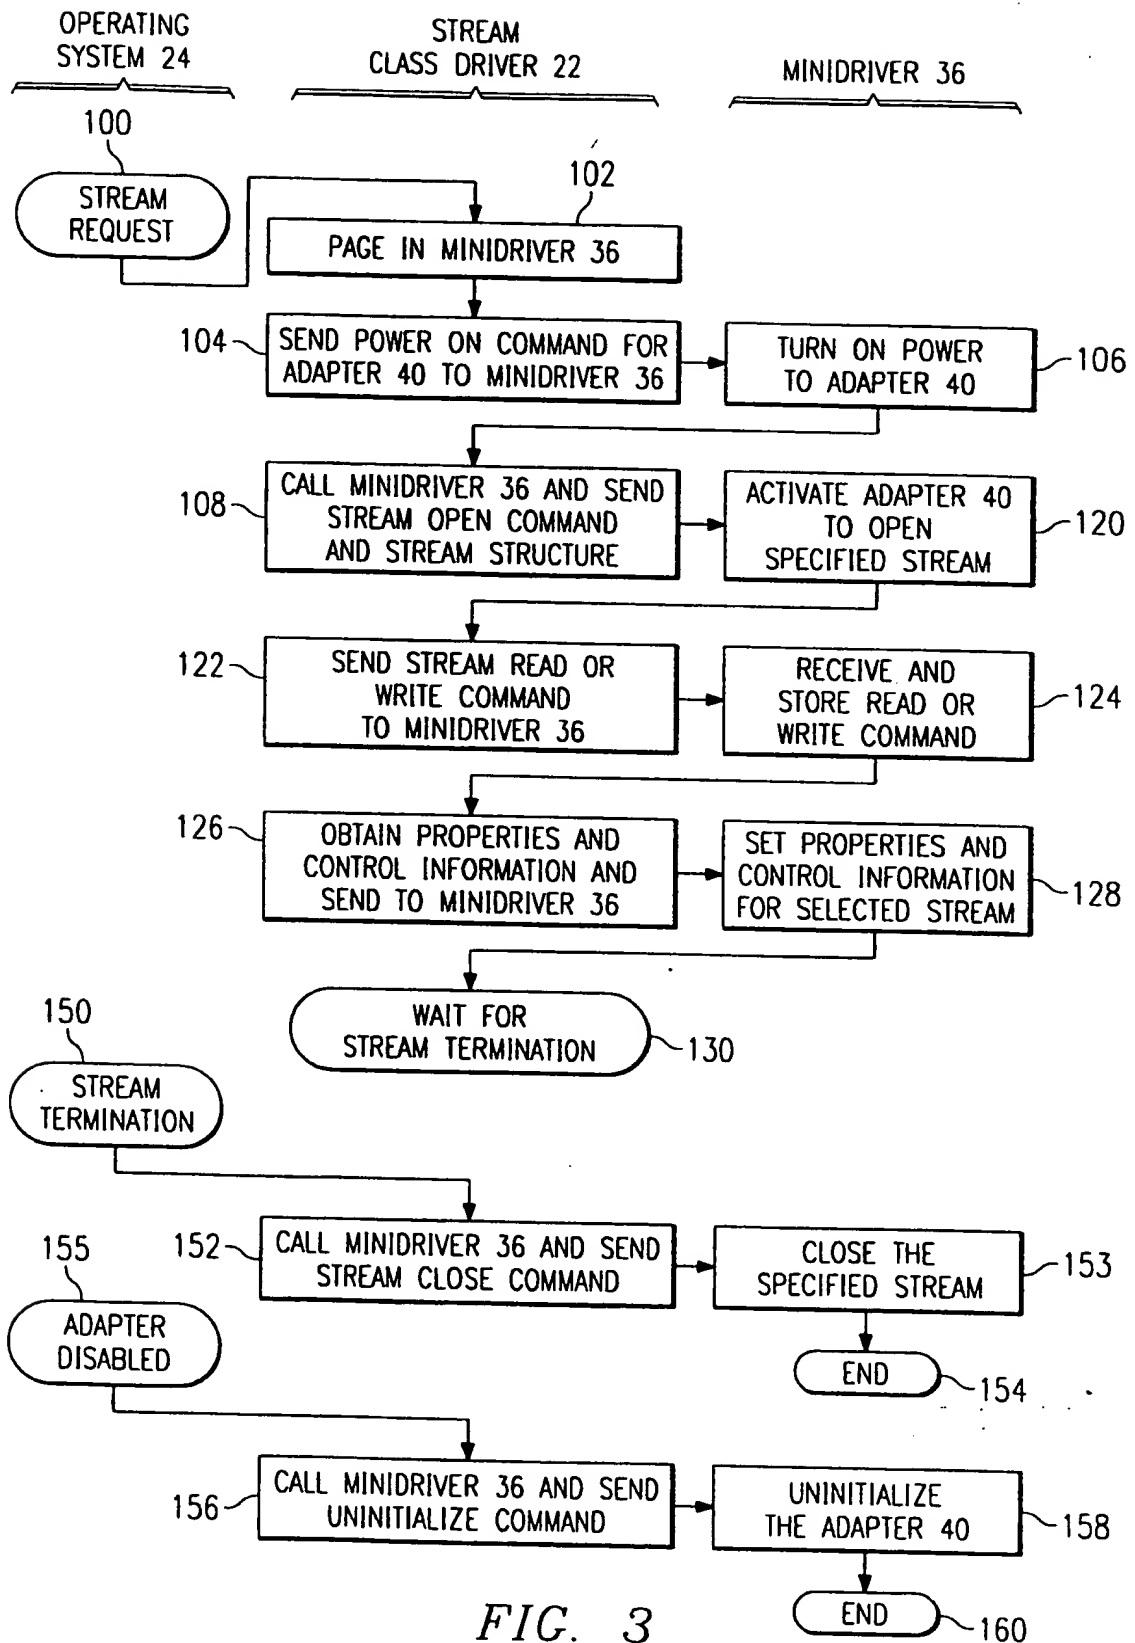 OPERATING
SYSTEM 24
STREAM
CLASS DRIVER 22
MINIDRIVER 36
100
STREAM
REQUEST
102
PAGE IN MINIDRIVER 36
104
SEND POWER ON COMMAND FOR
ADAPTER 40 TO MINIDRIVER 36
TURN ON POWER
TO ADAPTER 40
106
108
CALL MINIDRIVER 36 AND SEND
STREAM OPEN COMMAND
AND STREAM STRUCTURE
ACTIVATE ADAPTER 40
TO OPEN
SPECIFIED STREAM
120
122
SEND STREAM READ OR
WRITE COMMAND
TO MINIDRIVER 36
RECEIVE AND
STORE READ OR
WRITE COMMAND
124
126
OBTAIN PROPERTIES AND
CONTROL INFORMATION AND
SEND TO MINIDRIVER 36
SET PROPERTIES AND
CONTROL INFORMATION
FOR SELECTED STREAM
128
WAIT FOR
STREAM TERMINATION
130
150
STREAM
TERMINATION
152
CALL MINIDRIVER 36 AND SEND
STREAM CLOSE COMMAND
CLOSE THE
SPECIFIED STREAM
153
END
154
155
ADAPTER
DISABLED
156
CALL MINIDRIVER 36 AND SEND
UNINITIALIZE COMMAND
UNINITIALIZE
THE ADAPTER 40
158
END
160
FIG. 3